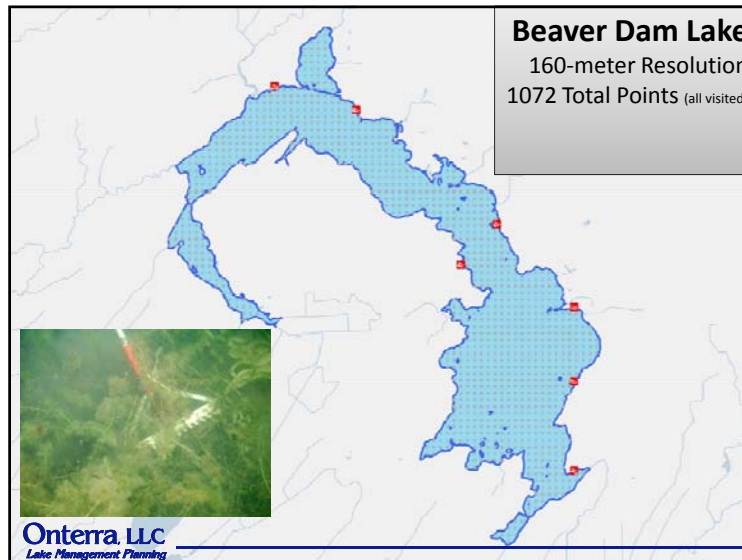 Beaver Dam Lake
160-meter Resolution
1072 Total Points (all visited
Onterra, LLC
Lake Management Planning